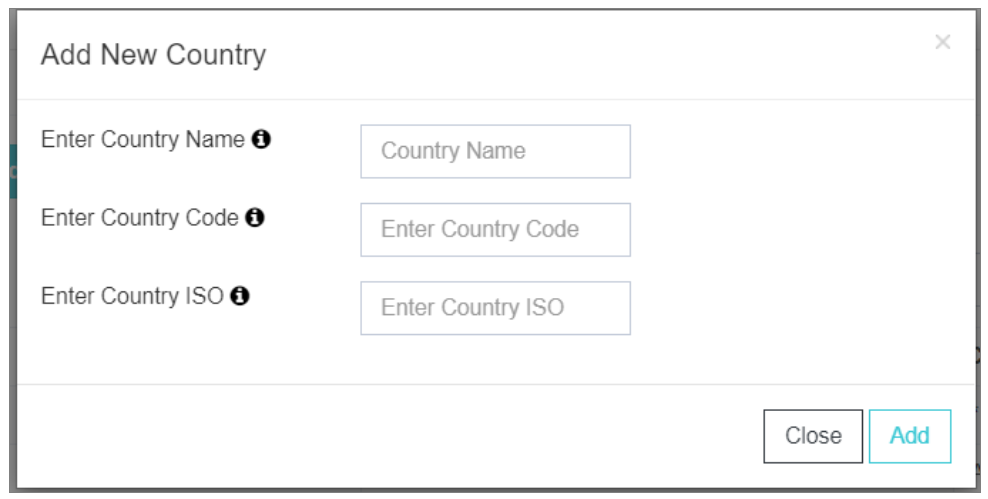 Add New Country
×
Enter Country Name
Country Name
Enter Country Code
Enter Country Code
Enter Country ISO
Enter Country ISO
Close Add